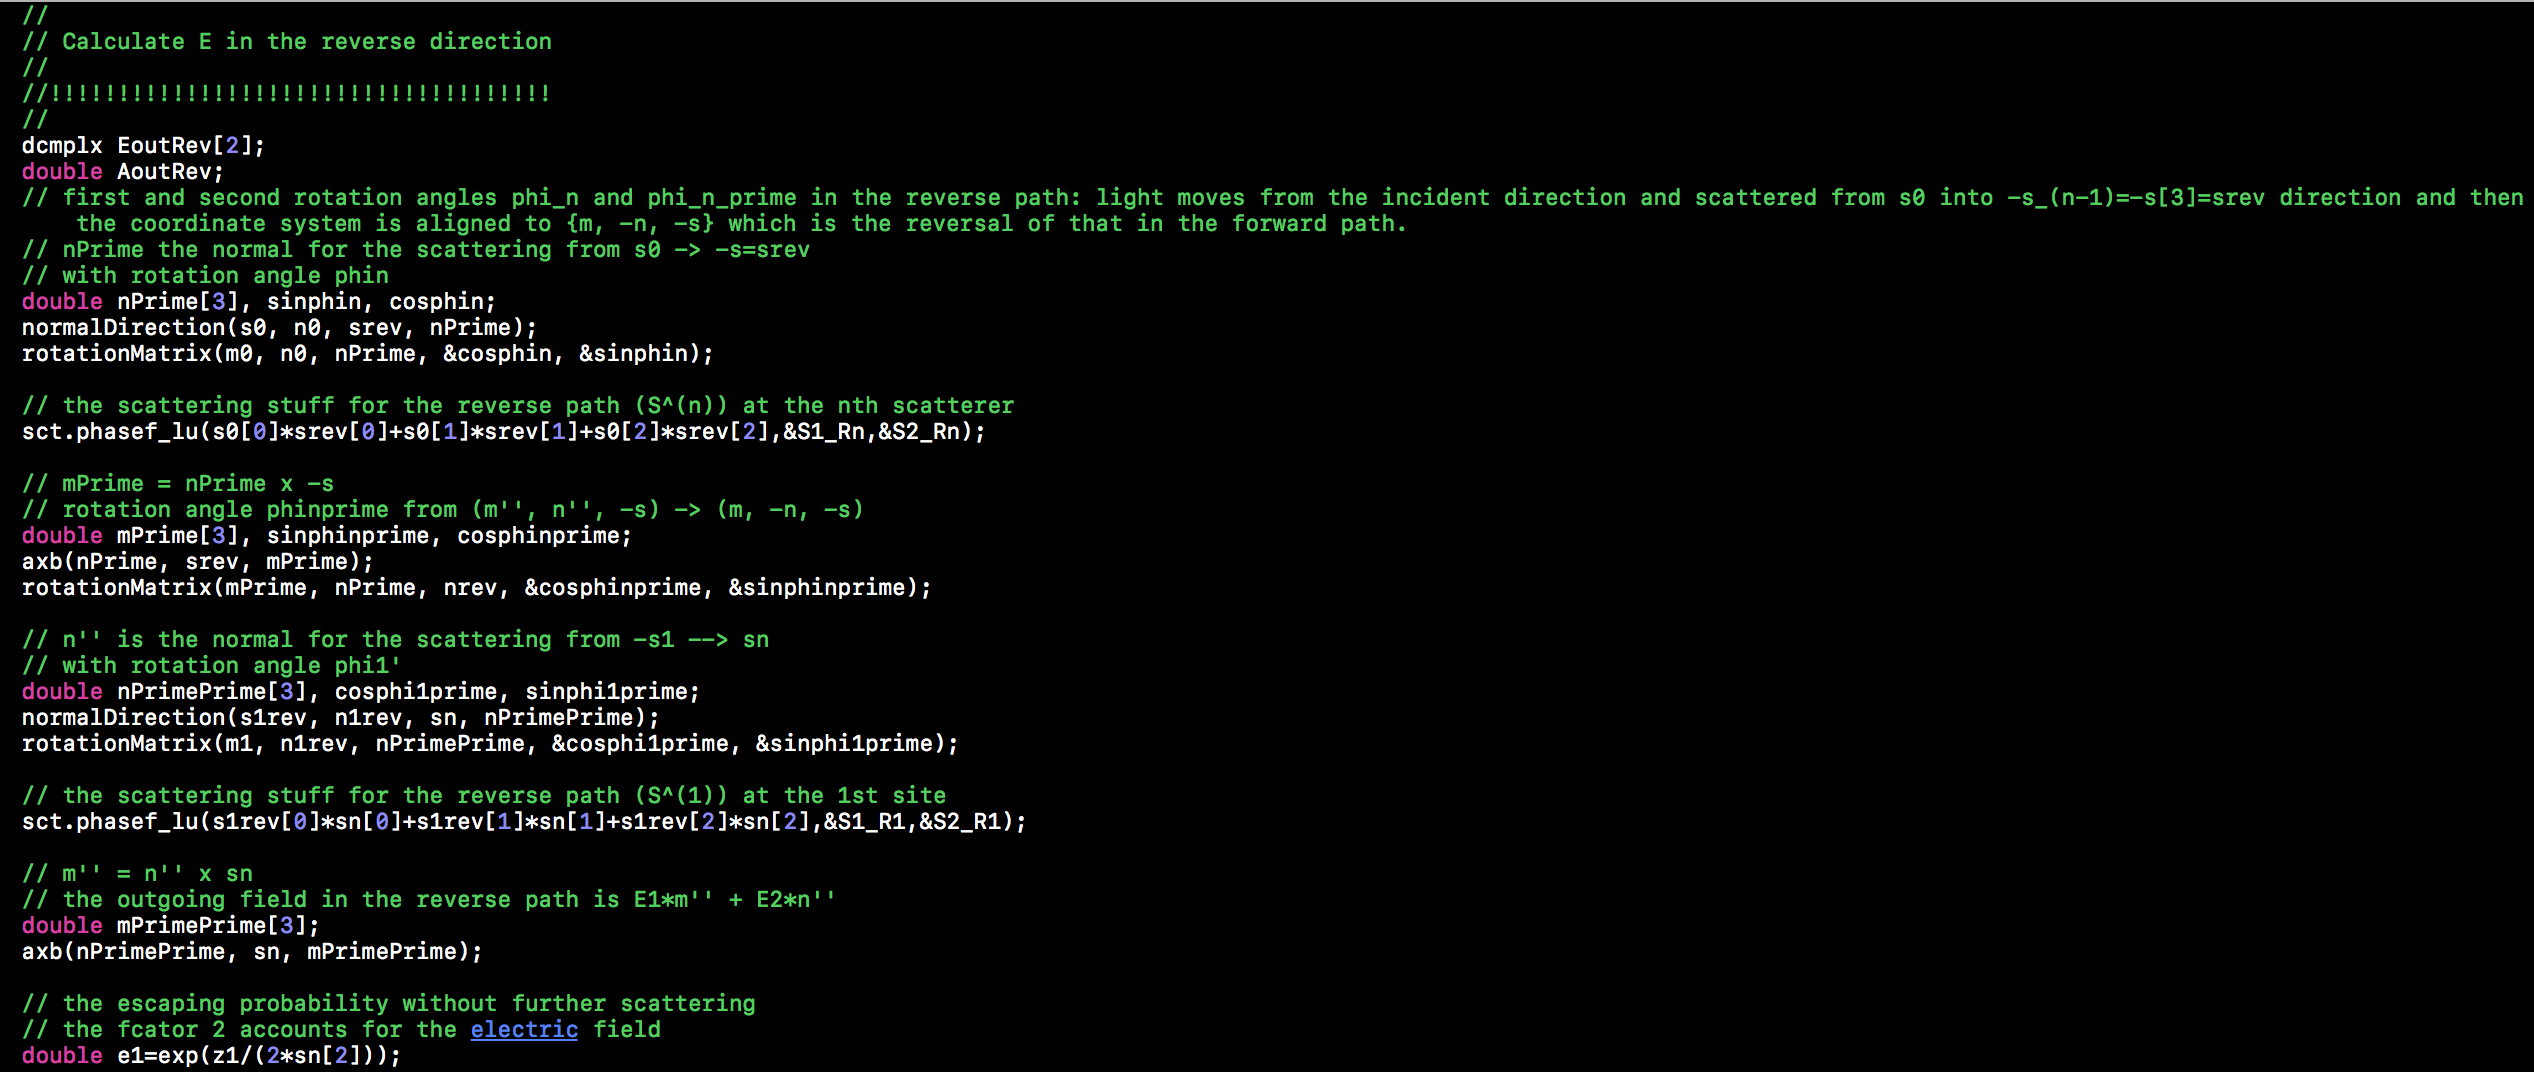 //
// Calculate E in the reverse direction
//
//!!!!!!!!!!!!!!!!!!!!!!!!!!!!!!!!!!!!!
//
dcmplx EoutRev[2];
double AoutRev;
// first and second rotation angles phi_n and phi_n_prime in the reverse path: light moves from the incident direction and scattered from s0 into -s_(n-1)=-s[3]=srev direction and then
the coordinate system is aligned to {m, -n, -s} which is the reversal of that in the forward path.
// nPrime the normal for the scattering from s0 -> -s=srev
// with rotation angle phin
double nPrime[3], sinphin, cosphin;
normalDirection(s0, n0, srev, nPrime);
rotationMatrix(m0, n0, nPrime, &cosphin, &sinphin);

// the scattering stuff for the reverse path (S^(n)) at the nth scatterer
sct.phasef_lu(s0[0]*srev[0]+s0[1]*srev[1]+s0[2]*srev[2],&S1_Rn,&S2_Rn);

// mPrime = nPrime x -s
// rotation angle phinprime from (m'', n'', -s) -> (m, -n, -s)
double mPrime[3], sinphinprime, cosphinprime;
axb(nPrime, srev, mPrime);
rotationMatrix(mPrime, nPrime, nrev, &cosphinprime, &sinphinprime);

// n'' is the normal for the scattering from -s1 --> sn
// with rotation angle phi1'
double nPrimePrime[3], cosphi1prime, sinphi1prime;
normalDirection(s1rev, n1rev, sn, nPrimePrime);
rotationMatrix(m1, n1rev, nPrimePrime, &cosphi1prime, &sinphi1prime);

// the scattering stuff for the reverse path (S^(1)) at the 1st site
sct.phasef_lu(s1rev[0]*sn[0]+s1rev[1]*sn[1]+s1rev[2]*sn[2],&S1_R1,&S2_R1);

// m'' = n'' x sn
// the outgoing field in the reverse path is E1*m'' + E2*n''
double mPrimePrime[3];
axb(nPrimePrime, sn, mPrimePrime);

// the escaping probability without further scattering
// the fcator 2 accounts for the electric field
double e1=exp(z1/(2*sn[2]));